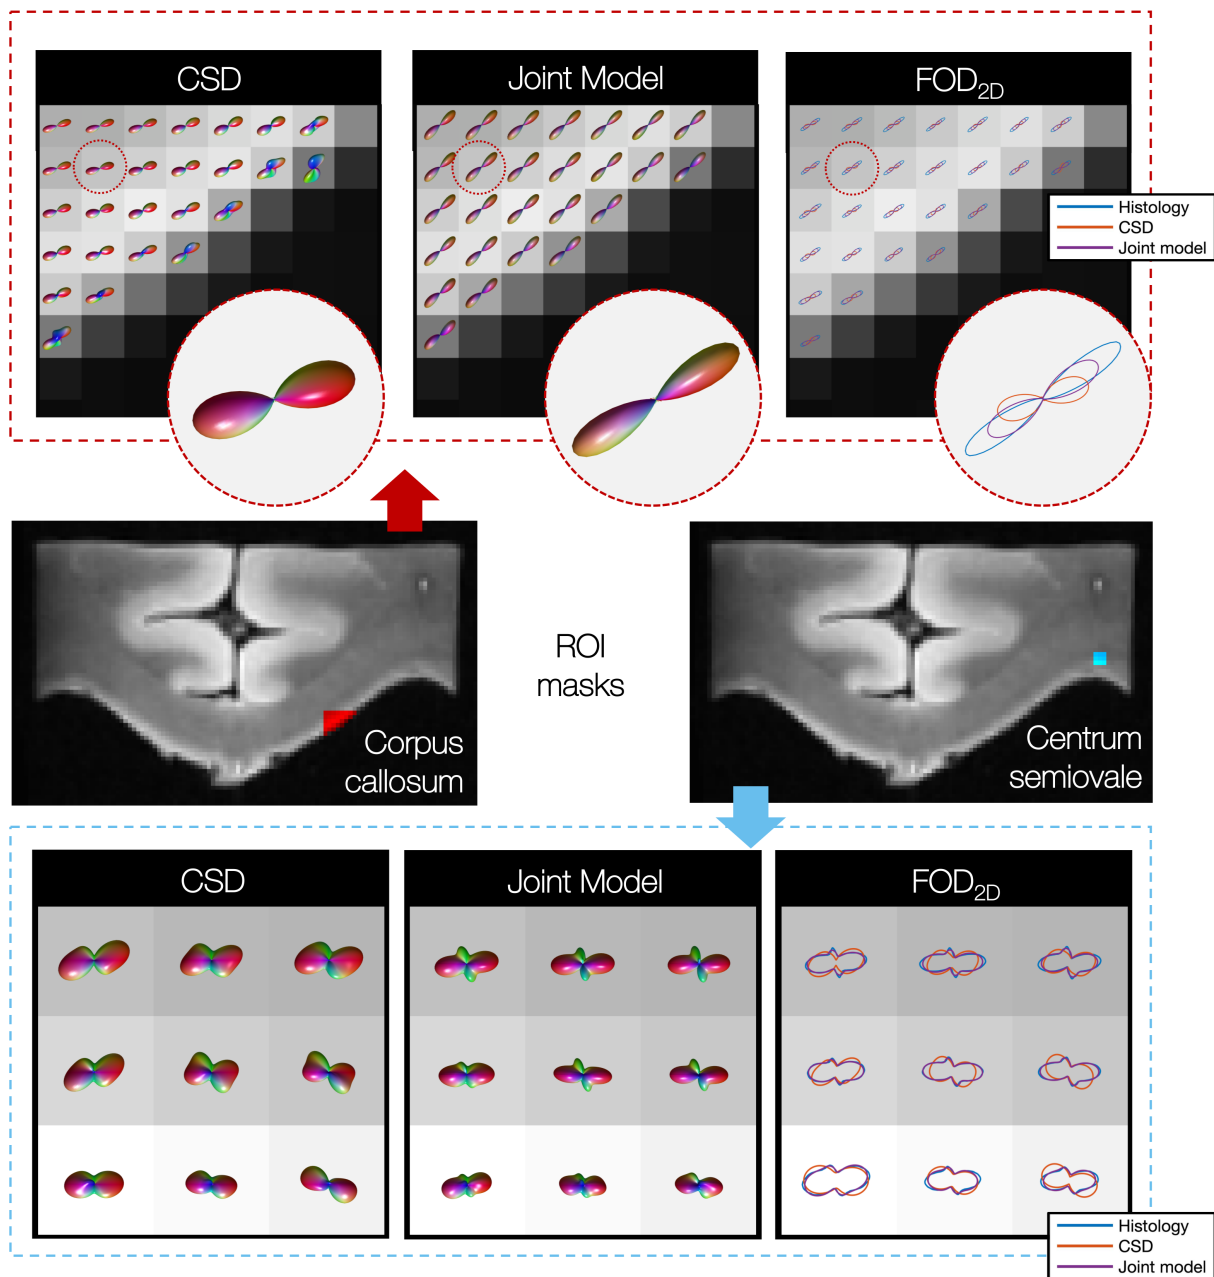 CSD
Joint Model
FOD2D
Histology
CSD
Joint model
ROI
masks
Corpus
callosum
Centrum
semiovale
CSD
Joint Model
FOD2D
Histology
CSD
Joint model